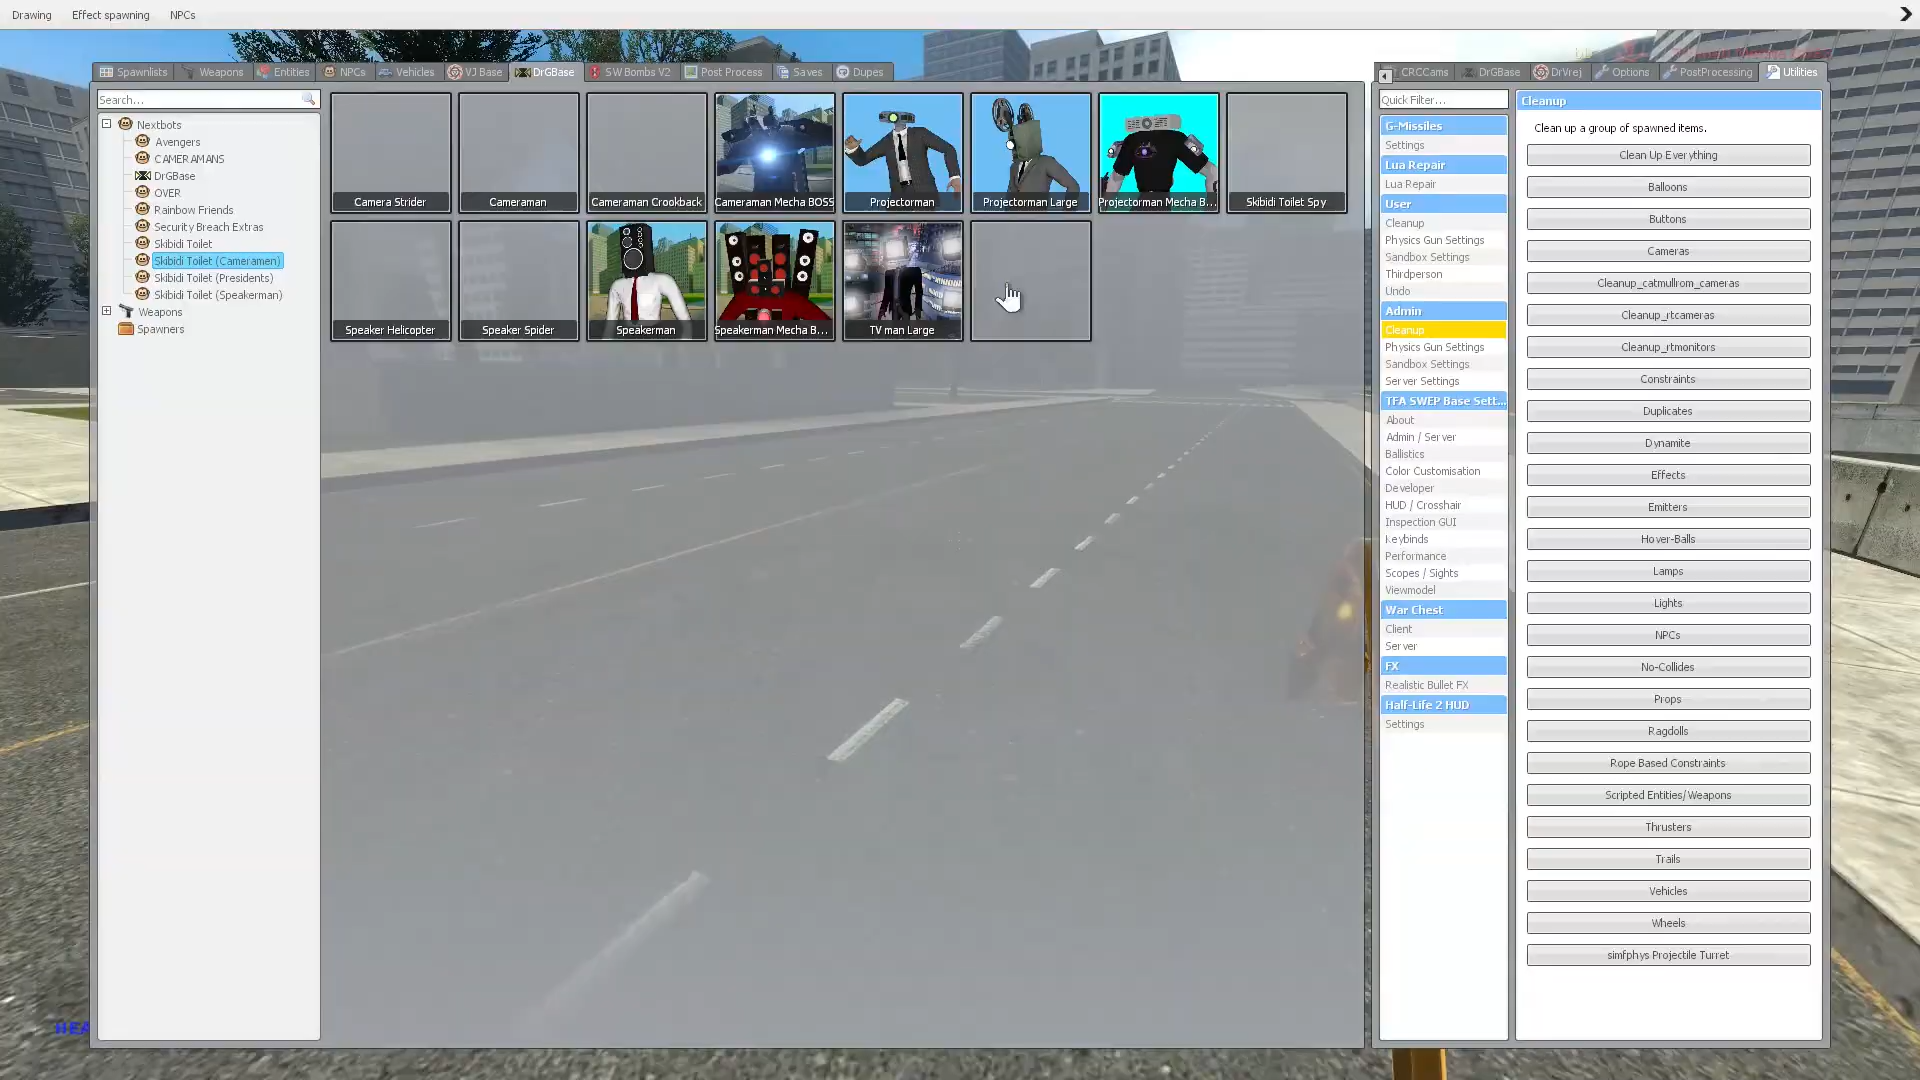 Drawing
Effect spawning
NPCs
Spawnlists
Weapons
Entities
NPCs
Vehicles
VJ Base
DrGBase
SW Bombs V2
Post Process
Saves
Dupes
Search...
Nextbots
Avengers
CAMERAMANS
DrGBase
OVER
Rainbow Friends
Security Breach Extras
Skibidi Toilet
Skibidi Toilet (Cameramen)
Skibidi Toilet (Presidents)
Skibidi Toilet (Speakerman)
Weapons
Spawners
Camera Strider
Cameraman
Cameraman Crookback
Cameraman Mecha BOSS
Projectorman
Projectorman Large
Projectorman Mecha B...
Skibidi Toilet Spy
Speaker Helicopter
Speaker Spider
Speakerman
Speakerman Mecha B...
TV man Large
CRCCams
DrGBase
DrVrej
Options
PostProcessing
Utilities
Quick Filter...
G-Missiles
Settings
Lua Repair
Lua Repair
User
Cleanup
Physics Gun Settings
Sandbox Settings
Thirdperson
Undo
Admin
Cleanup
Physics Gun Settings
Sandbox Settings
Server Settings
TFA SWEP Base Sett...
About
Admin / Server
Ballistics
Color Customisation
Developer
HUD / Crosshair
Inspection GUI
Keybinds
Performance
Scopes / Sights
Viewmodel
War Chest
Client
Server
FX
Realistic Bullet FX
Half-Life 2 HUD
Settings
Cleanup
Clean up a group of spawned items.
Clean Up Everything
Balloons
Buttons
Cameras
Cleanup_catmullrom_cameras
Cleanup_rtcameras
Cleanup_rtmonitors
Constraints
Duplicates
Dynamite
Effects
Emitters
Hover-Balls
Lamps
Lights
NPCs
No-Collides
Props
Ragdolls
Rope Based Constraints
Scripted Entities/Weapons
Thrusters
Trails
Vehicles
Wheels
simfphys Projectile Turret
HEA